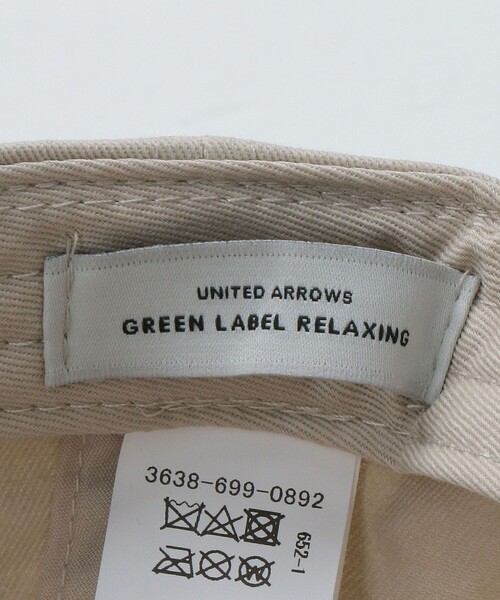 UNITED ARROWS
GREEN LABEL RELAXING
3638-699-0892
652-1